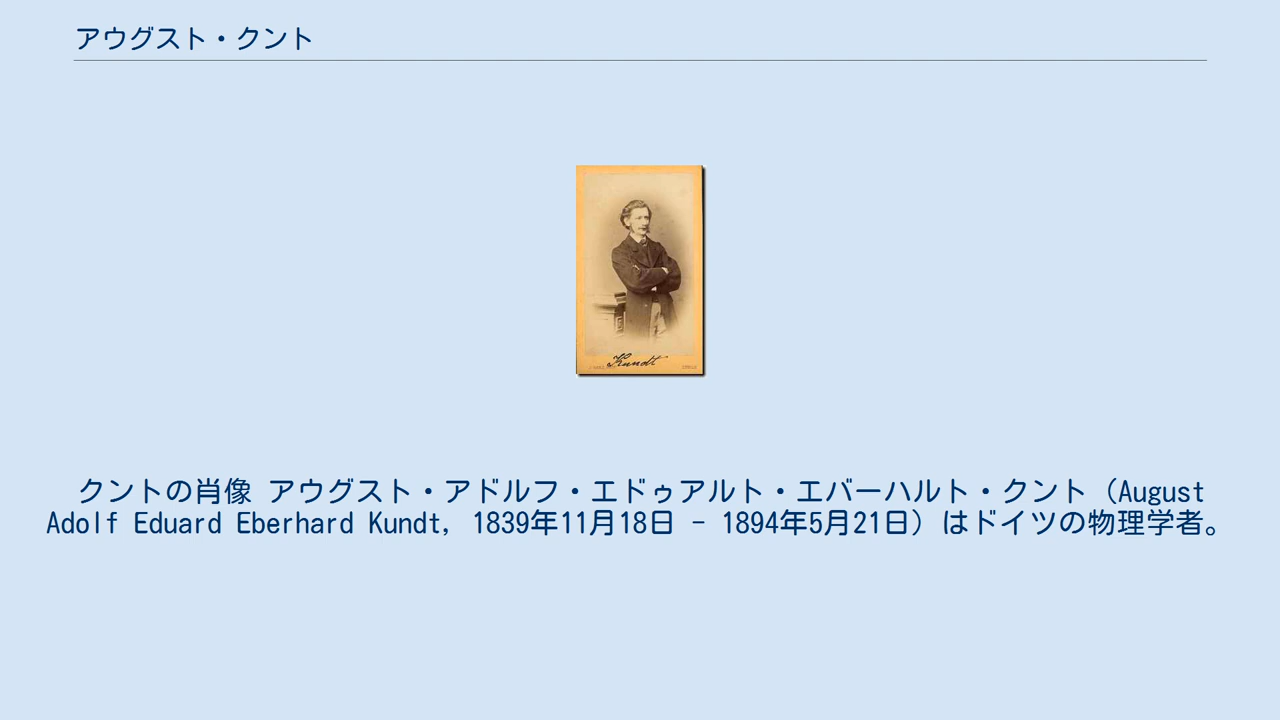 アウグスト・クント
Kundt
クントの肖像 アウグスト・アドルフ・エドゥアルト・エバーハルト・クント（August
Adolf Eduard Eberhard Kundt, 1839年11月18日 - 1894年5月21日）はドイツの物理学者。